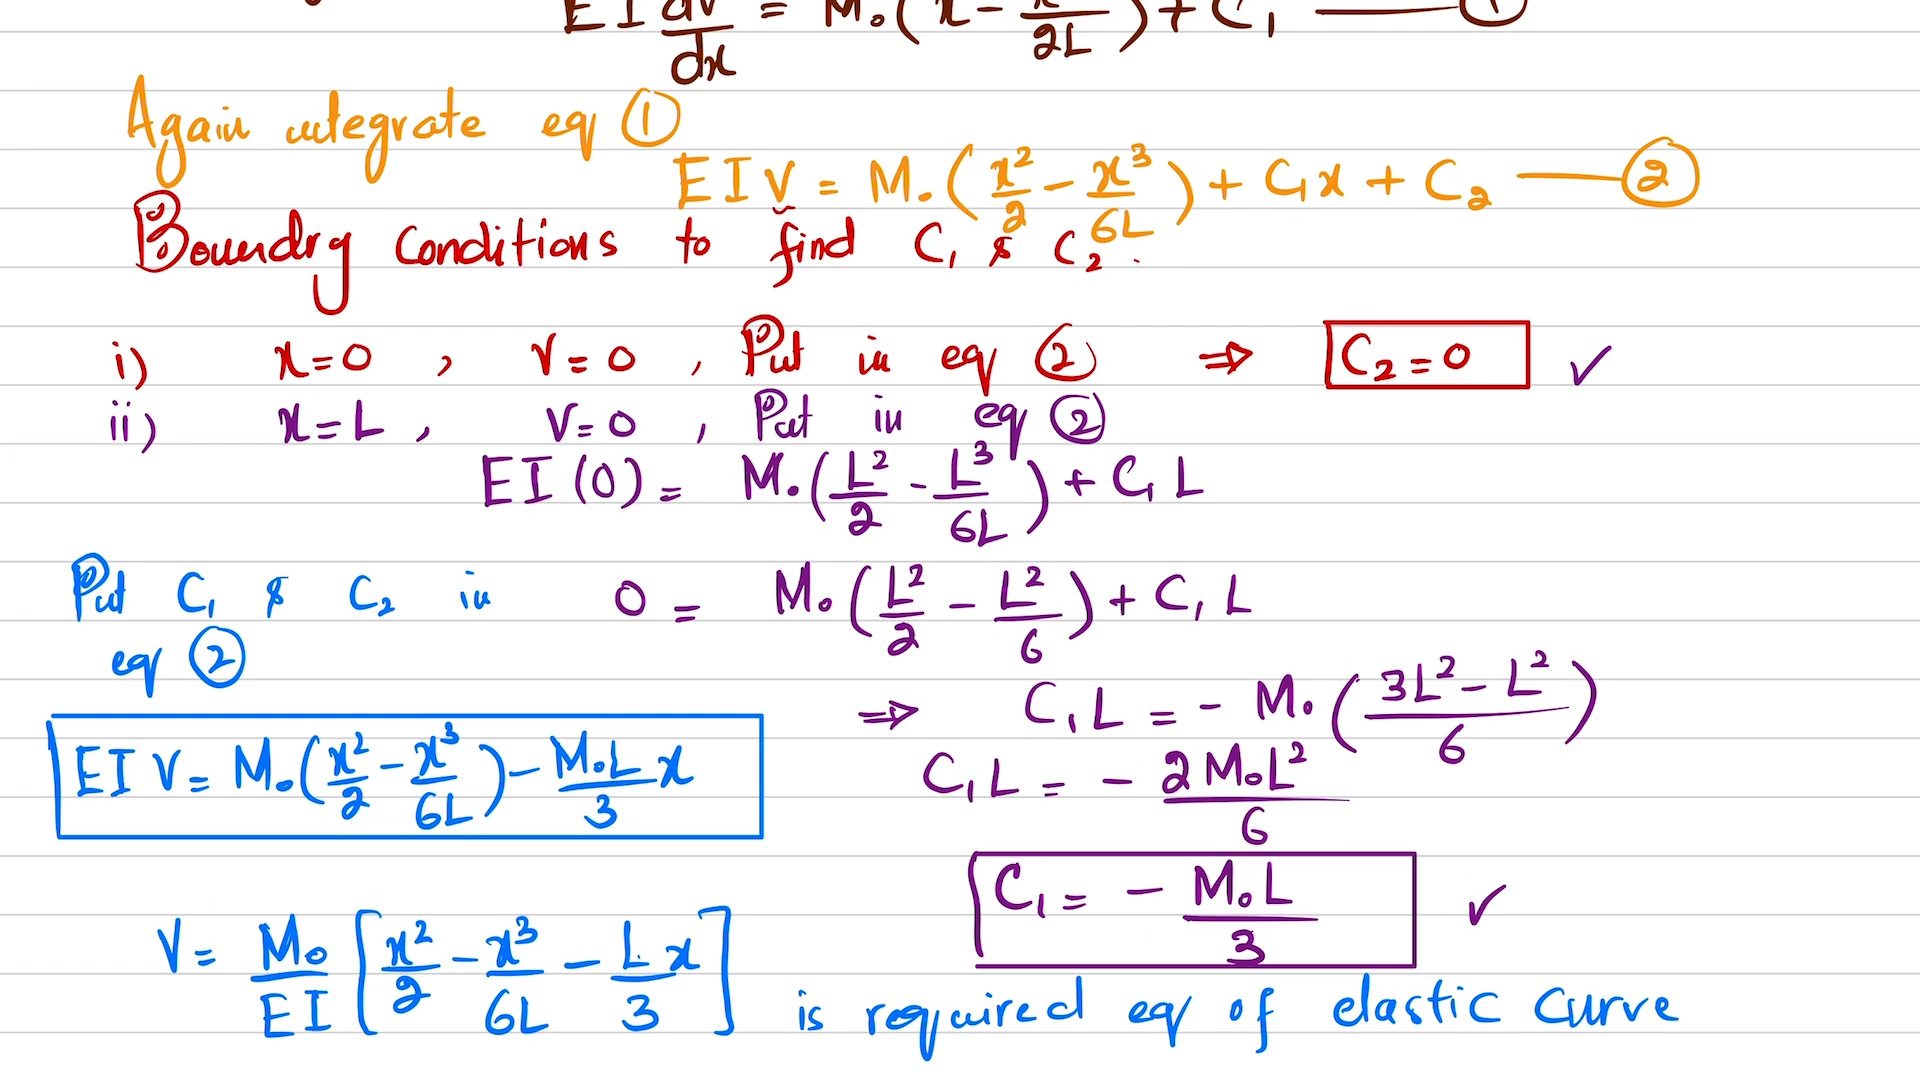 EI dv/dx = M₀(x - x²/2L) + C₁ —— ①
Again integrate eq ①
EIV = M₀(x²/2 - x³/6L) + C₁x + C₂ —— ②
Boundry Conditions to find C₁ & C₂.
i) x=0 , V=0 , Put in eq ② ⇒ C₂=0 ✓
ii) x=L , V=0 , Put in eq ②
EI(0) = M₀(L²/2 - L³/6L) + C₁L
0 = M₀(L²/2 - L²/6) + C₁L
⇒ C₁L = - M₀(3L² - L²/6)
C₁L = - 2M₀L²/6
C₁ = - M₀L/3 ✓
Put C₁ & C₂ in
eq ②
EIV = M₀(x²/2 - x³/6L) - M₀L/3 x
V = M₀/EI [x²/2 - x³/6L - Lx/3] is required eq of elastic Curve